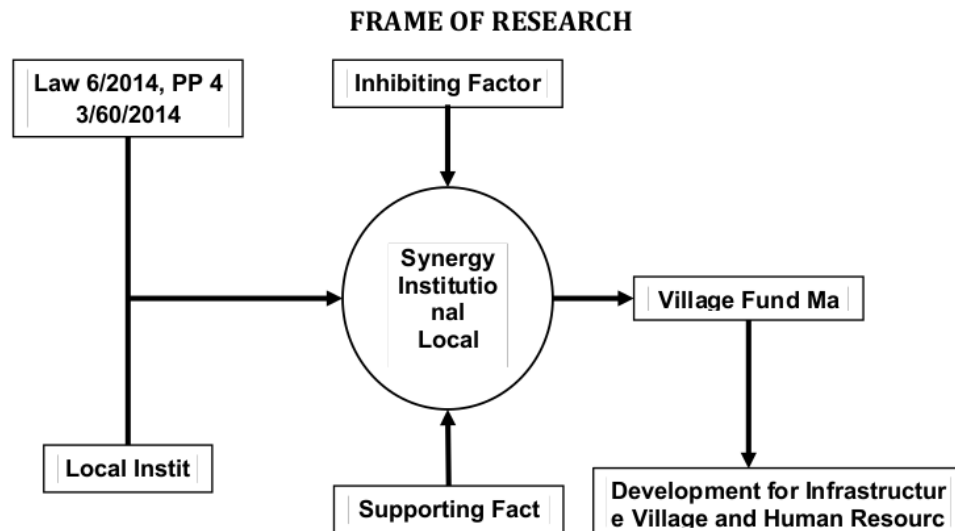 FRAME OF RESEARCH
Law 6/2014, PP 4
3/60/2014
Inhibiting Factor
Synergy
Institutio
nal
Local
Village Fund Ma
Local Instit
Supporting Fact
Development for Infrastructur
e Village and Human Resourc